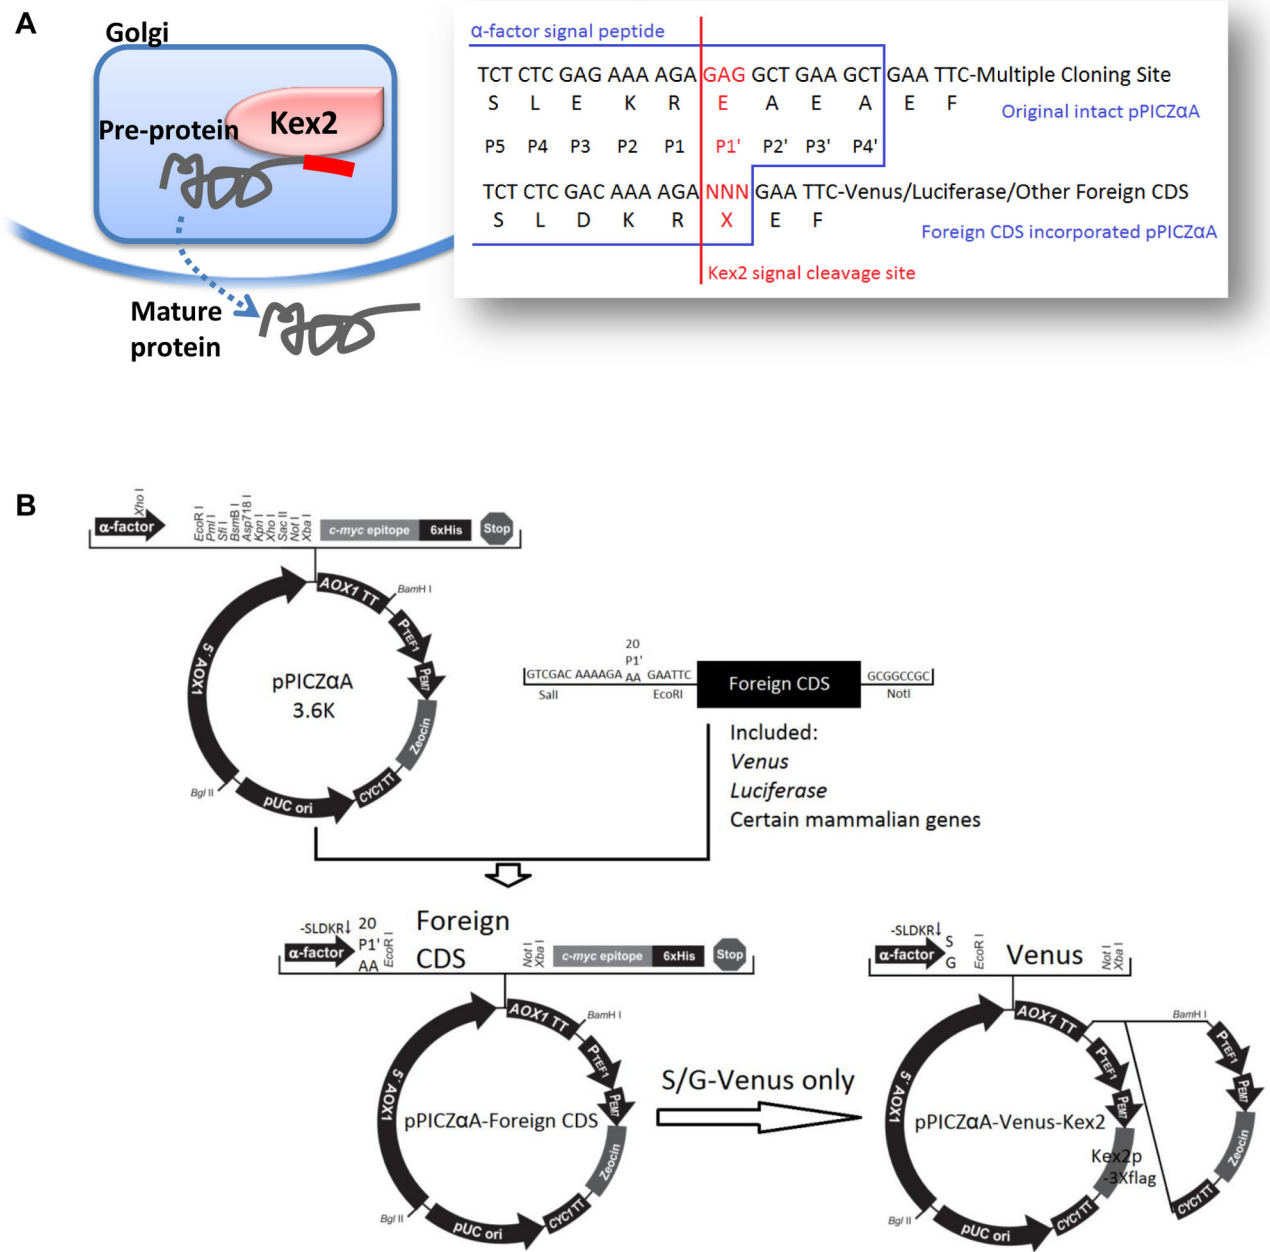 A
Golgi
Pre-protein
Kex2
Mature
protein
α-factor signal peptide
TCT CTC GAG AAA AGA GAG GCT GAA GCT GAA TTC-Multiple Cloning Site
S L E K R E A E A E F
Original intact pPICZαA
P5 P4 P3 P2 P1 P1' P2' P3' P4'
TCT CTC GAC AAA AGA NNN GAA TTC-Venus/Luciferase/Other Foreign CDS
S L D K R X E F
Foreign CDS incorporated pPICZαA
Kex2 signal cleavage site
B
α-factor
Xho I
EcoR I
Pml I
Sfi I
BsmB I
Asp718 I
Kpn I
Xho I
Sac II
Not I
Xba I
c-myc epitope
6xHis
Stop
5´ AOX1
AOX1 TT
BamH I
PTEF1
PEM7
Zeocin
CYC1 TT
pUC ori
Bgl II
pPICZαA
3.6K
20
P1'
AA
GTCGAC AAAAGA
GAATTC
SalI
EcoRI
Foreign CDS
GCGGCCGC
NotI
Included:
Venus
Luciferase
Certain mammalian genes
-SLDKR↓
α-factor
20
P1'
AA
EcoR I
Foreign
CDS
Not I
Xba I
c-myc epitope
6xHis
Stop
5´ AOX1
AOX1 TT
BamH I
PTEF1
PEM7
Zeocin
CYC1 TT
pUC ori
Bgl II
pPICZαA-Foreign CDS
S/G-Venus only
-SLDKR↓
α-factor
S
G
EcoR I
Venus
Not I
Xba I
5´ AOX1
AOX1 TT
PTEF1
PEM7
Kex2p
-3Xflag
CYC1 TT
pUC ori
Bgl II
pPICZαA-Venus-Kex2
BamH I
PTEF1
PEM7
Zeocin
CYC1 TT